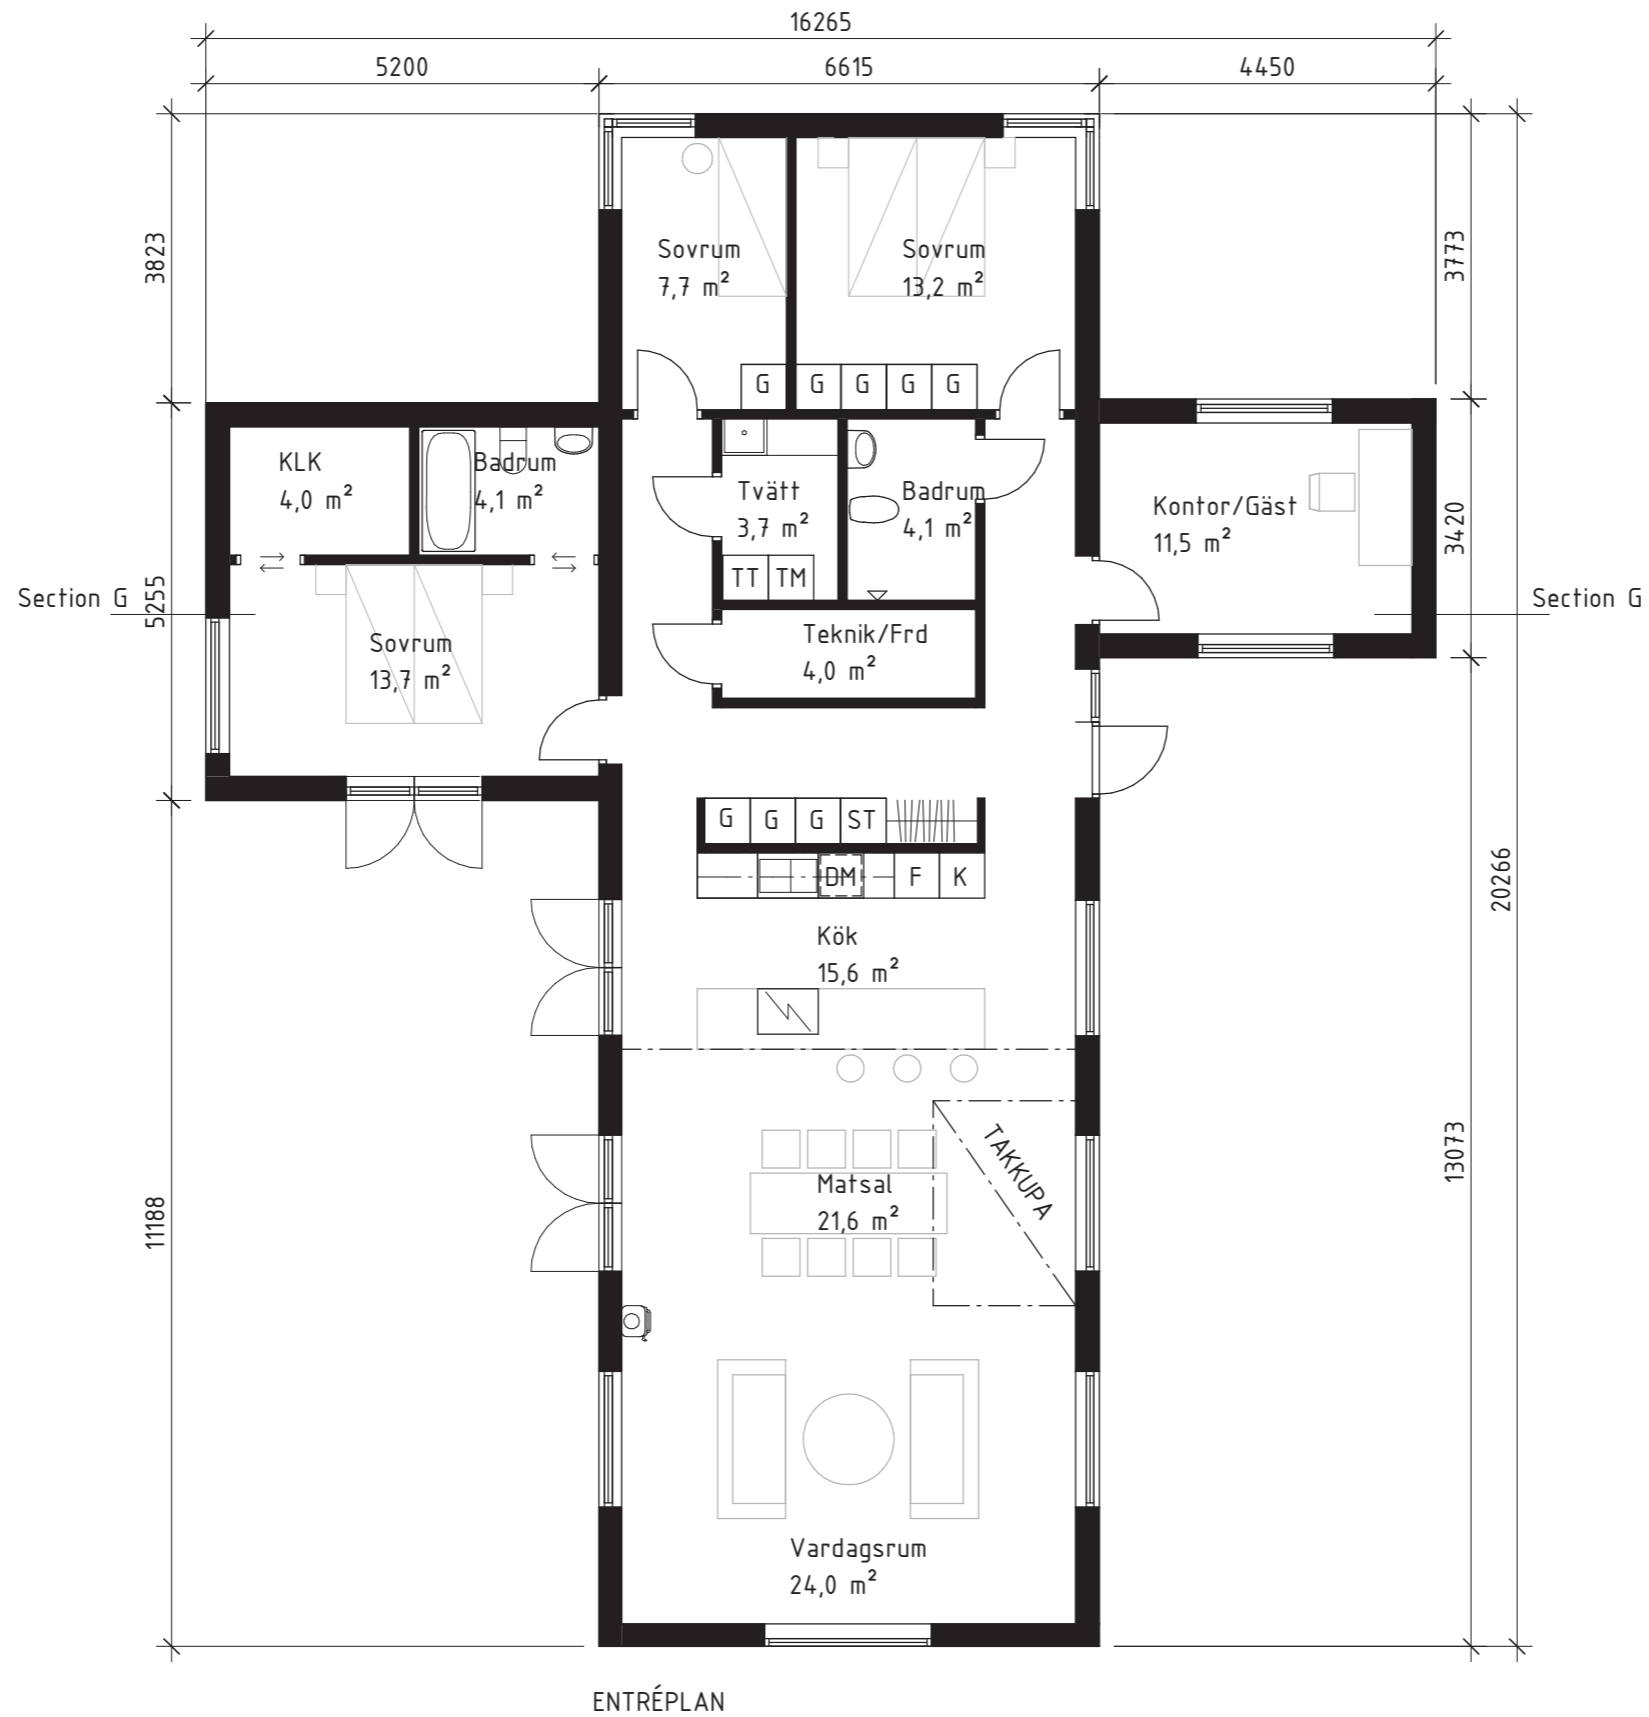 16265
5200
6615
4450
3823
3773
Sovrum
7,7 m²
Sovrum
13,2 m²
G
G
G
G
G
KLK
4,0 m²
Badrum
4,1 m²
Tvätt
3,7 m²
Badrum
4,1 m²
Kontor/Gäst
11,5 m²
3420
TT
TM
Section G
5255
Section G
Sovrum
13,7 m²
Teknik/Frd
4,0 m²
G
G
G
ST
DM
F
K
20266
Kök
15,6 m²
TAKKUPA
Matsal
21,6 m²
11188
13073
Vardagsrum
24,0 m²
ENTRÉPLAN